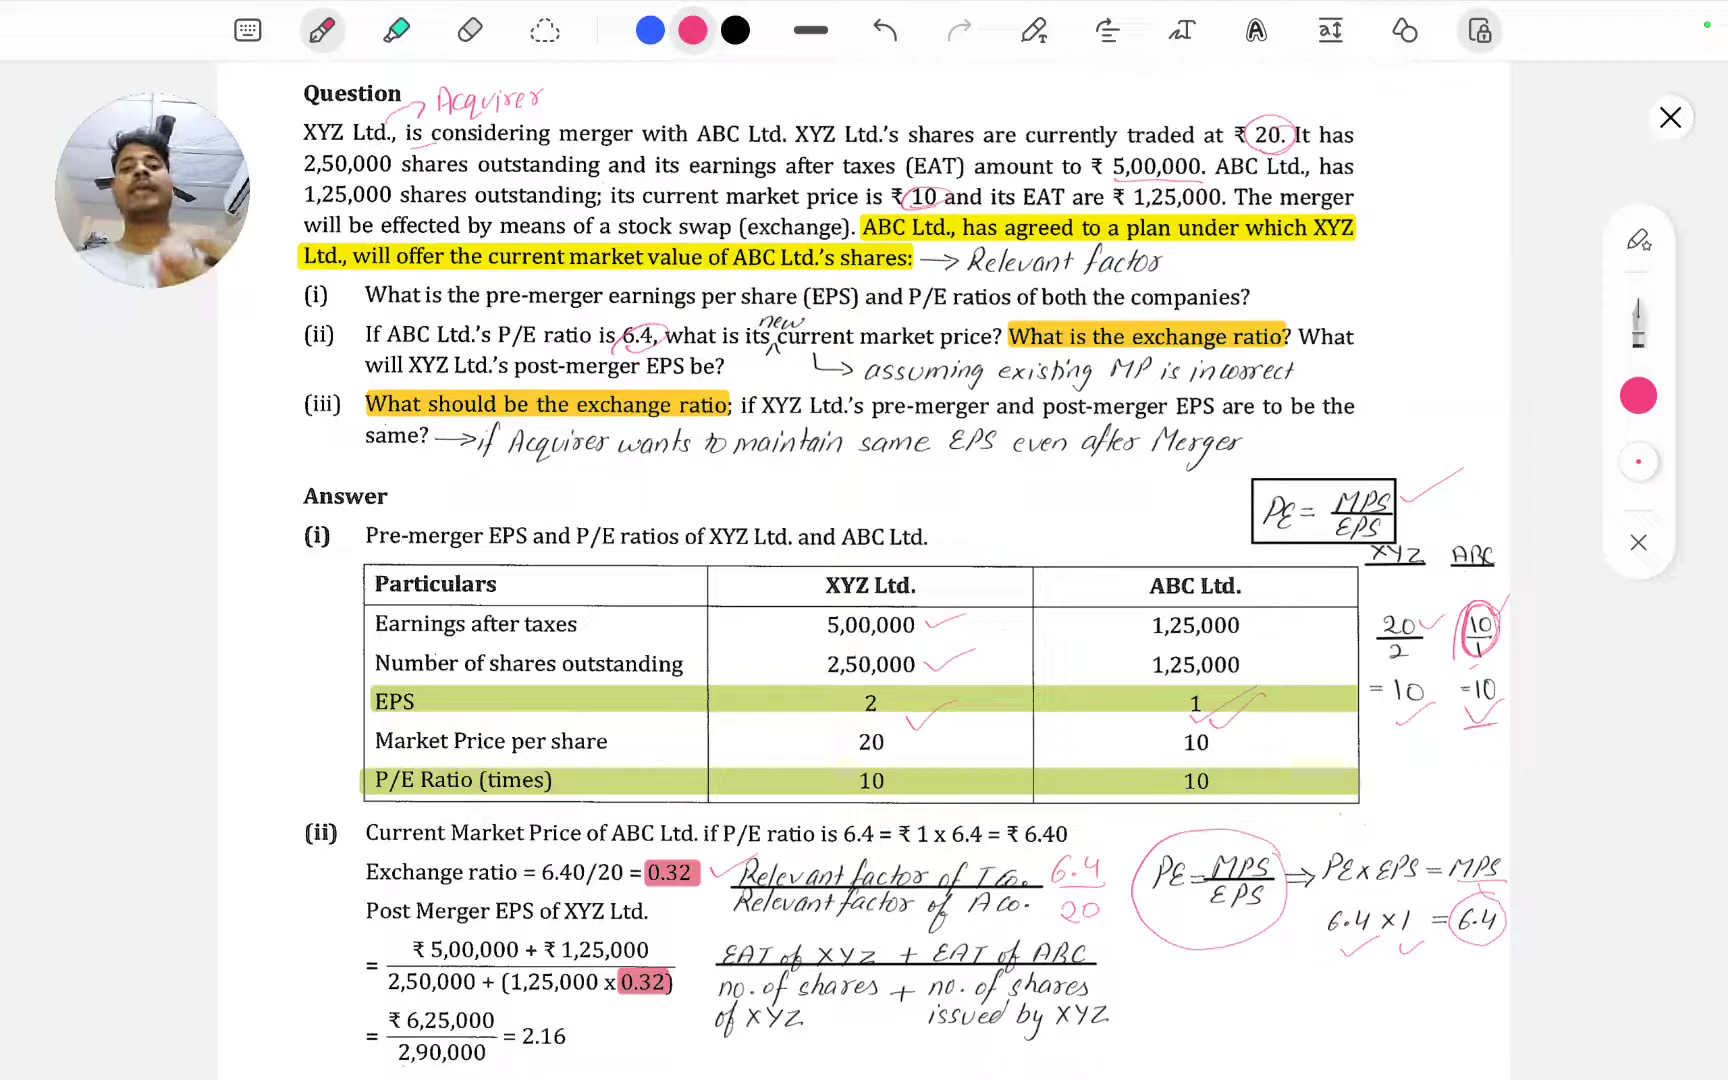 Question
→ Acquirer
XYZ Ltd., is considering merger with ABC Ltd. XYZ Ltd.'s shares are currently traded at ₹ 20. It has
2,50,000 shares outstanding and its earnings after taxes (EAT) amount to ₹ 5,00,000. ABC Ltd., has
1,25,000 shares outstanding; its current market price is ₹ 10 and its EAT are ₹ 1,25,000. The merger
will be effected by means of a stock swap (exchange). ABC Ltd., has agreed to a plan under which XYZ
Ltd., will offer the current market value of ABC Ltd.'s shares: → Relevant factor
(i) What is the pre-merger earnings per share (EPS) and P/E ratios of both the companies?
new
(ii) If ABC Ltd.'s P/E ratio is 6.4, what is its current market price? What is the exchange ratio? What
will XYZ Ltd.'s post-merger EPS be? → assuming existing MP is incorrect
(iii) What should be the exchange ratio; if XYZ Ltd.'s pre-merger and post-merger EPS are to be the
same? → if Acquirer wants to maintain same EPS even after Merger
Answer
PE = MPS / EPS
(i) Pre-merger EPS and P/E ratios of XYZ Ltd. and ABC Ltd.
XYZ ABC
Particulars XYZ Ltd. ABC Ltd.
Earnings after taxes 5,00,000 1,25,000
20/2 10/1
Number of shares outstanding 2,50,000 1,25,000
= 10 = 10
EPS 2 1
Market Price per share 20 10
P/E Ratio (times) 10 10
(ii) Current Market Price of ABC Ltd. if P/E ratio is 6.4 = ₹ 1 x 6.4 = ₹ 6.40
Exchange ratio = 6.40/20 = 0.32
Relevant factor of T Co. / Relevant factor of A Co. 6.4 / 20
PE = MPS / EPS ⇒ PE x EPS = MPS
6.4 x 1 = 6.4
Post Merger EPS of XYZ Ltd.
= ₹ 5,00,000 + ₹ 1,25,000
2,50,000 + (1,25,000 x 0.32)
EAT of XYZ + EAT of ABC
no. of shares + no. of shares
of XYZ issued by XYZ
= ₹ 6,25,000 / 2,90,000 = 2.16